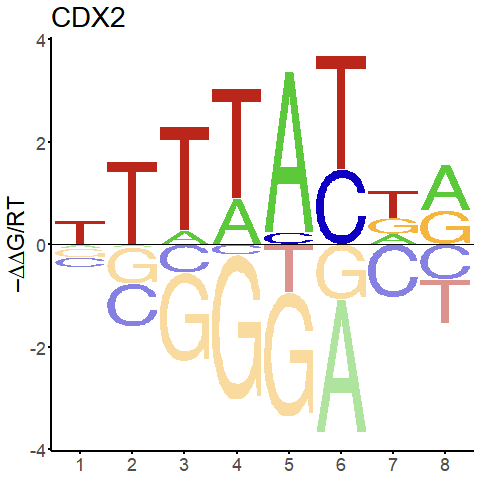 CDX2
4
2
0
-2
-4
−ΔΔG/RT
T T T T A T T A
A A A C C G G
A
G G C C T G C C
C C G G G A T
1 2 3 4 5 6 7 8